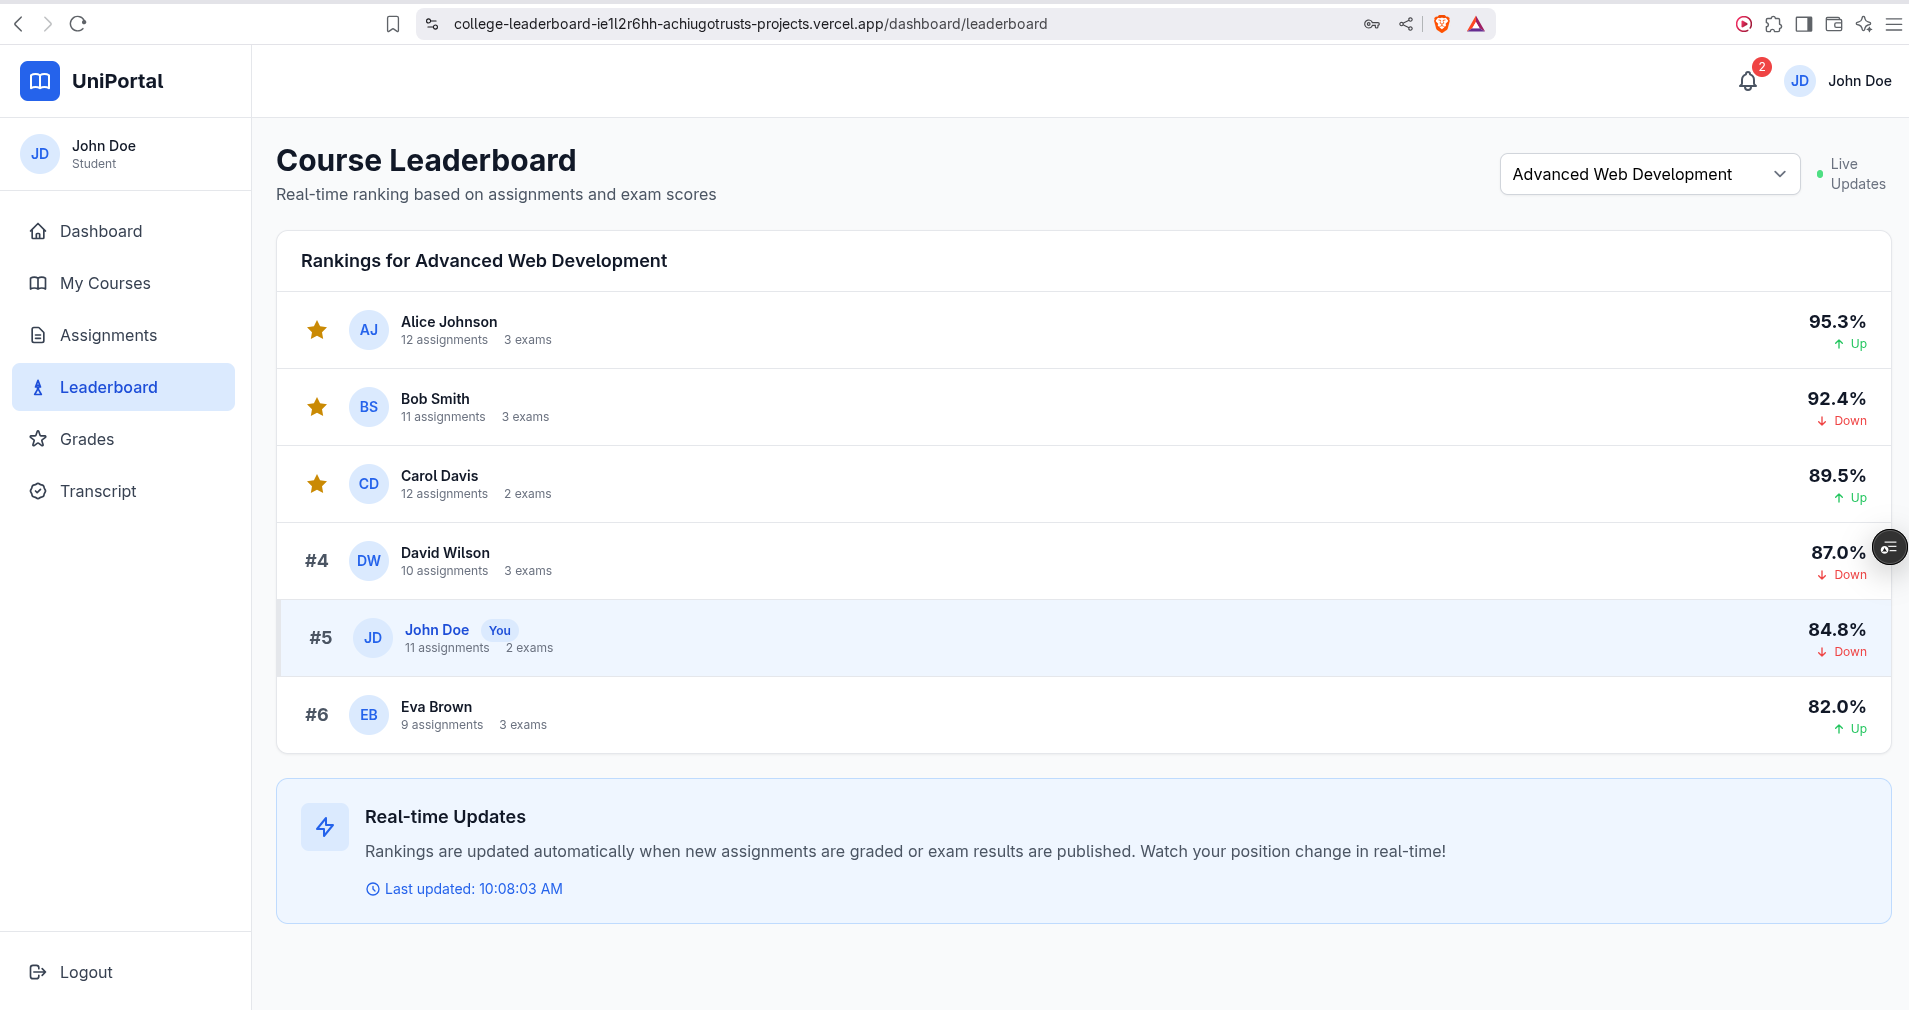 college-leaderboard-ie1l2r6hh-achiugotrusts-projects.vercel.app/dashboard/leaderboard
UniPortal
2
JD
John Doe
JD
John Doe
Student
Dashboard
My Courses
Assignments
Leaderboard
Grades
Transcript
Logout
Course Leaderboard
Real-time ranking based on assignments and exam scores
Advanced Web Development
Live
Updates
Rankings for Advanced Web Development
AJ
Alice Johnson
12 assignments 3 exams
95.3%
Up
BS
Bob Smith
11 assignments 3 exams
92.4%
Down
CD
Carol Davis
12 assignments 2 exams
89.5%
Up
#4
DW
David Wilson
10 assignments 3 exams
87.0%
Down
#5
JD
John Doe You
11 assignments 2 exams
84.8%
Down
#6
EB
Eva Brown
9 assignments 3 exams
82.0%
Up
Real-time Updates
Rankings are updated automatically when new assignments are graded or exam results are published. Watch your position change in real-time!
Last updated: 10:08:03 AM